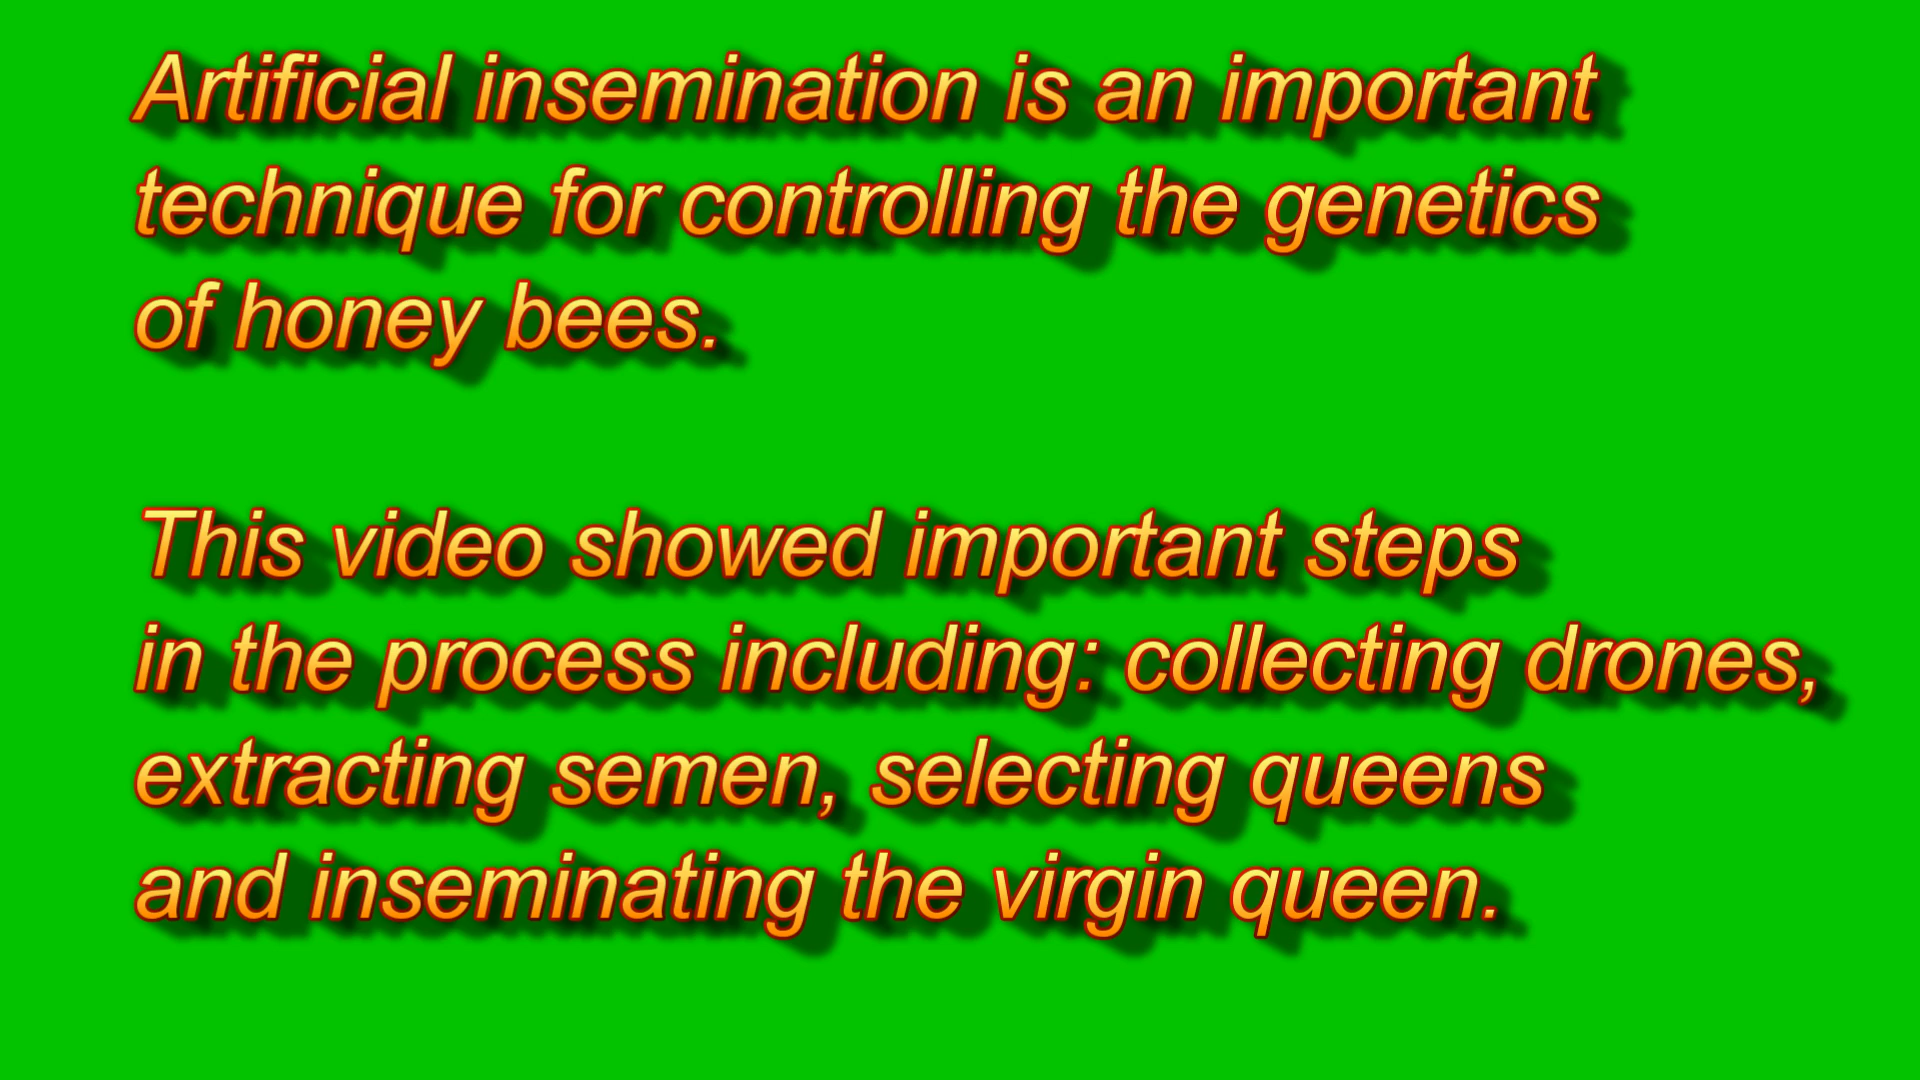 Artificial insemination is an important
technique for controlling the genetics
of honey bees.
This video showed important steps
in the process including: collecting drones,
extracting semen, selecting queens
and inseminating the virgin queen.